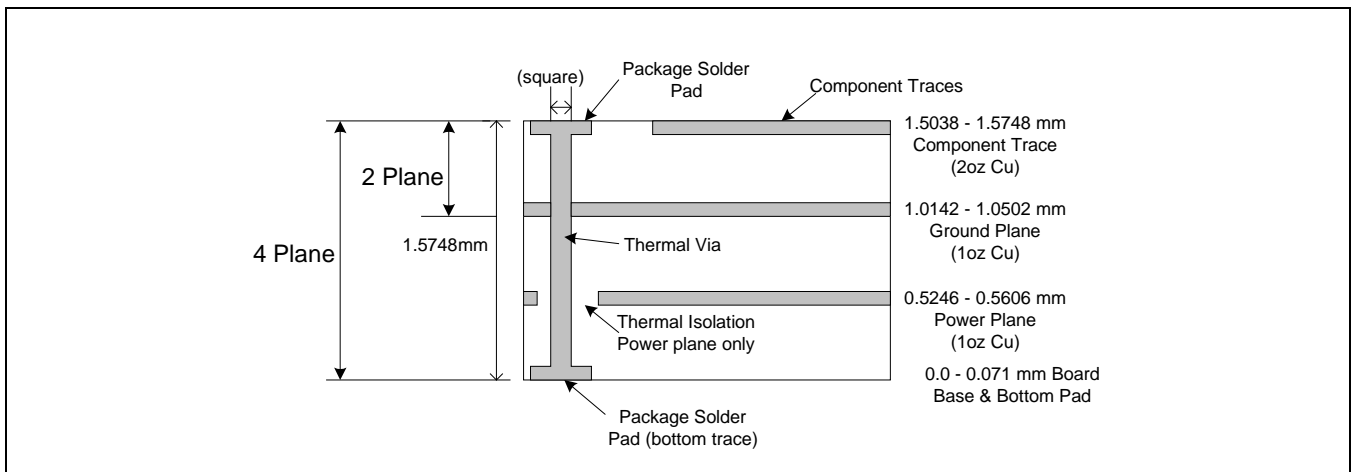 (square)
Package Solder
Pad
Component Traces
1.5038 - 1.5748 mm
Component Trace
(2oz Cu)
2 Plane
1.0142 - 1.0502 mm
Ground Plane
(1oz Cu)
4 Plane
1.5748mm
Thermal Via
0.5246 - 0.5606 mm
Power Plane
(1oz Cu)
Thermal Isolation
Power plane only
0.0 - 0.071 mm Board
Base & Bottom Pad
Package Solder
Pad (bottom trace)